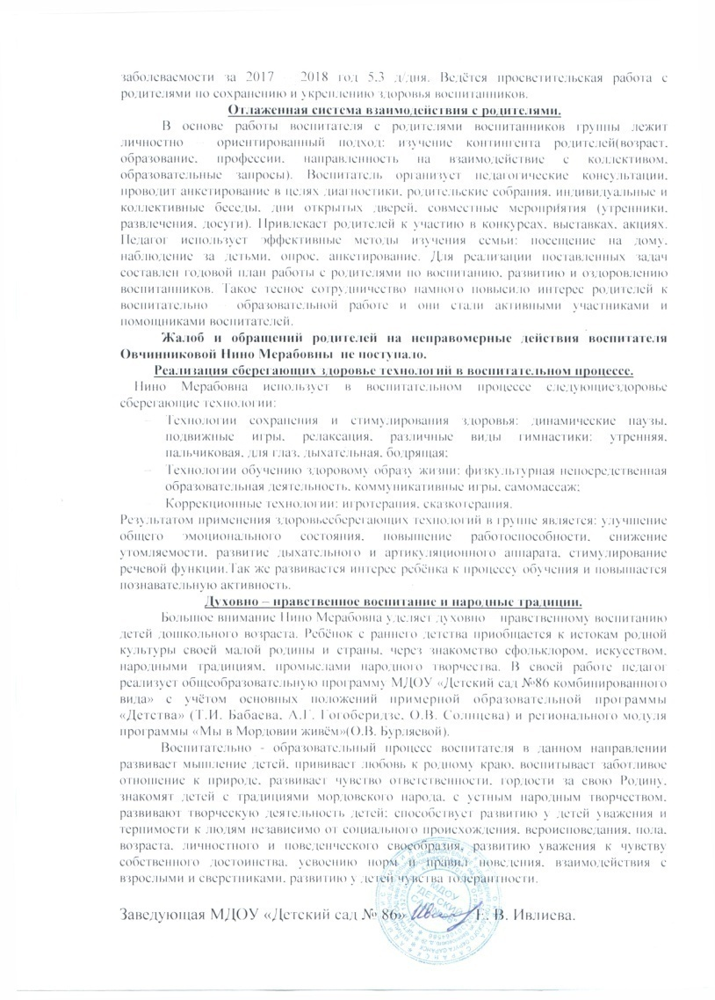 заболеваемости за 2017 – 2018 год 5,3 д/дня. Ведётся просветительская работа с
родителями по сохранению и укреплению здоровья воспитанников.
Отлаженная система взаимодействия с родителями.
В основе работы воспитателя с родителями воспитанников группы лежит
личностно – ориентированный подход: изучение контингента родителей(возраст,
образование, профессии, направленность на взаимодействие с коллективом,
образовательные запросы). Воспитатель организует педагогические консультации,
проводит анкетирование в целях диагностики, родительские собрания, индивидуальные и
коллективные беседы, дни открытых дверей, совместные мероприятия (утренники,
развлечения, досуги). Привлекает родителей к участию в конкурсах, выставках, акциях.
Педагог использует эффективные методы изучения семьи: посещение на дому,
наблюдение за детьми, опрос, анкетирование. Для реализации поставленных задач
составлен годовой план работы с родителями по воспитанию, развитию и оздоровлению
воспитанников. Такое тесное сотрудничество намного повысило интерес родителей к
воспитательно – образовательной работе и они стали активными участниками и
помощниками воспитателей.
Жалоб и обращений родителей на неправомерные действия воспитателя
Овчинниковой Нино Мерабовны не поступало.
Реализация сберегающих здоровье технологий в воспитательном процессе.
Нино Мерабовна использует в воспитательном процессе следующиездоровье
сберегающие технологии:
– Технологии сохранения и стимулирования здоровья: динамические паузы,
подвижные игры, релаксация, различные виды гимнастики: утренняя,
пальчиковая, для глаз, дыхательная, бодрящая;
– Технологии обучению здоровому образу жизни: физкультурная непосредственная
образовательная деятельность, коммуникативные игры, самомассаж;
– Коррекционные технологии: игротерапия, сказкотерапия.
Результатом применения здоровьесберегающих технологий в группе является: улучшение
общего эмоционального состояния, повышение работоспособности, снижение
утомляемости, развитие дыхательного и артикуляционного аппарата, стимулирование
речевой функции.Так же развивается интерес ребёнка к процессу обучения и повышается
познавательную активность.
Духовно – нравственное воспитание и народные традиции.
Большое внимание Нино Мерабовна уделяет духовно – нравственному воспитанию
детей дошкольного возраста. Ребёнок с раннего детства приобщается к истокам родной
культуры своей малой родины и страны, через знакомство сфольклором, искусством,
народными традициям, промыслами народного творчества. В своей работе педагог
реализует общеобразовательную программу МДОУ «Детский сад №86 комбинированного
вида» с учётом основных положений примерной образовательной программы
«Детства» (Т.И. Бабаева, А.Г. Гогоберидзе, О.В. Солнцева) и регионального модуля
программы «Мы в Мордовии живём»(О.В. Бурляевой).
Воспитательно - образовательный процесс воспитателя в данном направлении
развивает мышление детей, прививает любовь к родному краю, воспитывает заботливое
отношение к природе, развивает чувство ответственности, гордости за свою Родину,
знакомят детей с традициями мордовского народа, с устным народным творчеством,
развивают творческую деятельность детей; способствует развитию у детей уважения и
терпимости к людям независимо от социального происхождения, вероисповедания, пола,
возраста, личностного и поведенческого своеобразия, развитию уважения к чувству
собственного достоинства, усвоению норм и правил поведения, взаимодействия с
взрослыми и сверстниками, развитию у детей чувства толерантности.
Заведующая МДОУ «Детский сад № 86» Е. В. Ивлиева.
МДОУ
"ДЕТСКИЙ